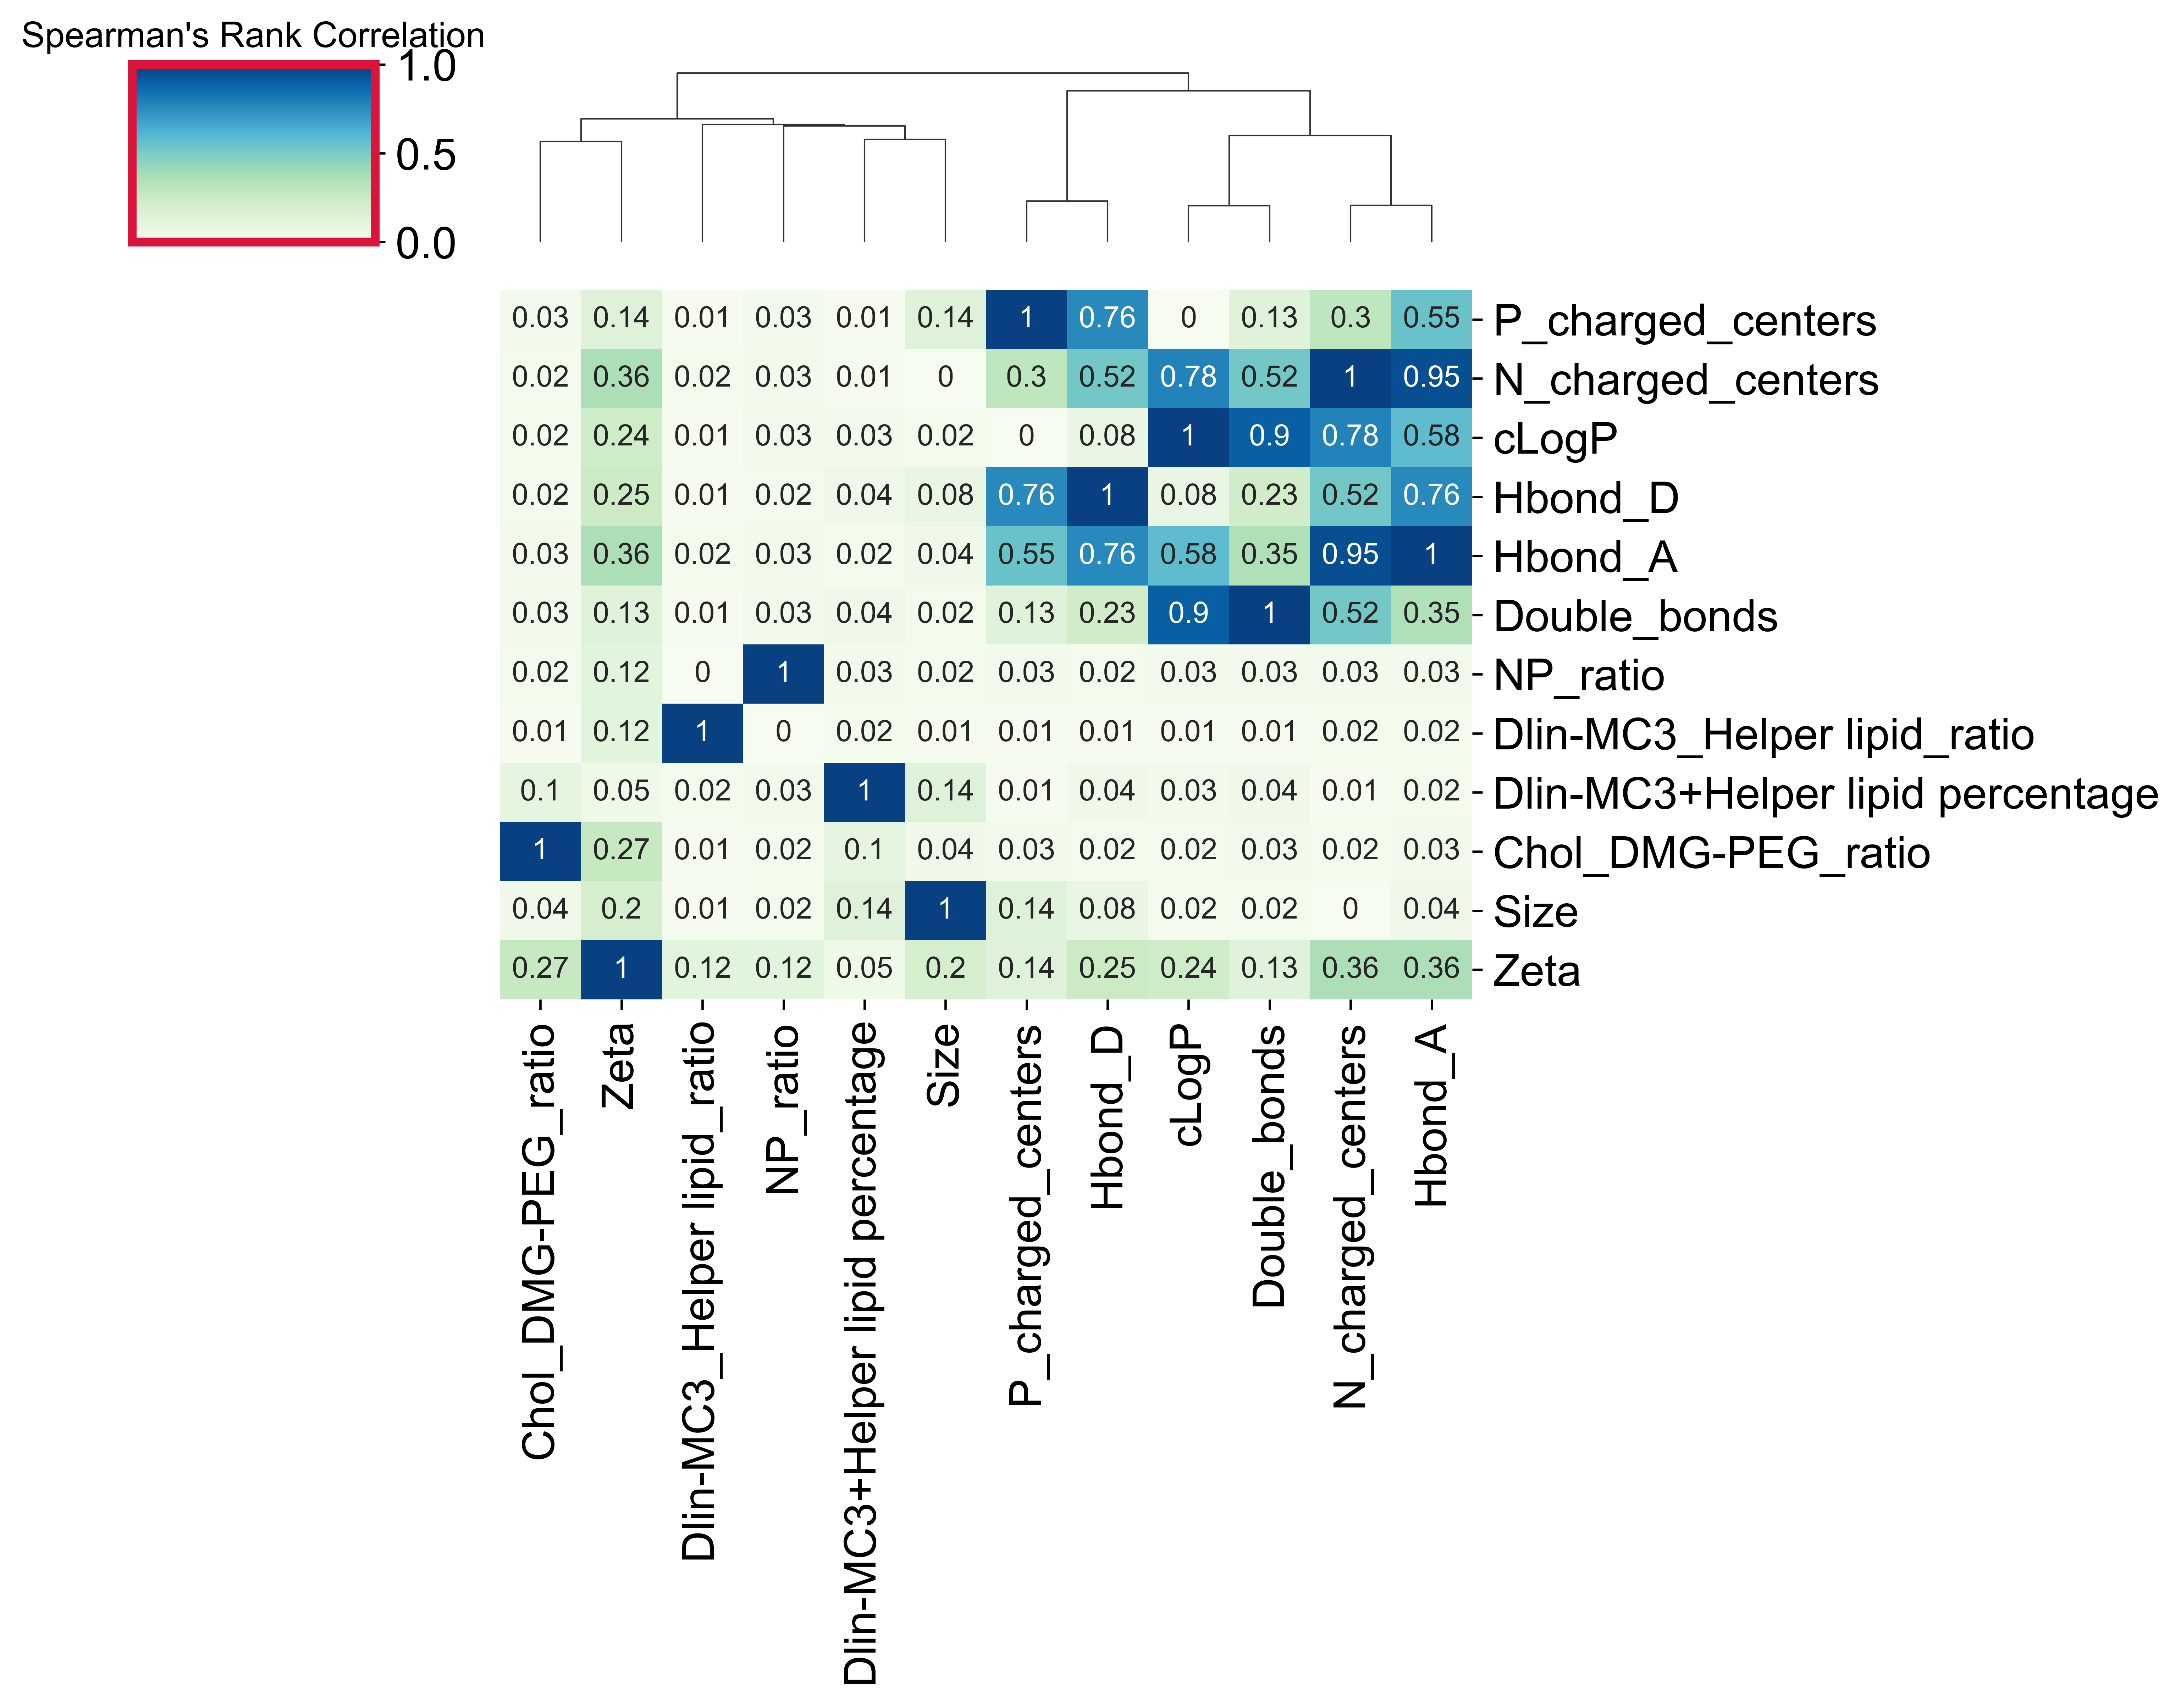 Spearman's Rank Correlation
1.0
0.5
0.0
0.03 0.14 0.01 0.03 0.01 0.14 1 0.76 0 0.13 0.3 0.55 P_charged_centers
0.02 0.36 0.02 0.03 0.01 0 0.3 0.52 0.78 0.52 1 0.95 N_charged_centers
0.02 0.24 0.01 0.03 0.03 0.02 0 0.08 1 0.9 0.78 0.58 cLogP
0.02 0.25 0.01 0.02 0.04 0.08 0.76 1 0.08 0.23 0.52 0.76 Hbond_D
0.03 0.36 0.02 0.03 0.02 0.04 0.55 0.76 0.58 0.35 0.95 1 Hbond_A
0.03 0.13 0.01 0.03 0.04 0.02 0.13 0.23 0.9 1 0.52 0.35 Double_bonds
0.02 0.12 0 1 0.03 0.02 0.03 0.02 0.03 0.03 0.03 0.03 NP_ratio
0.01 0.12 1 0 0.02 0.01 0.01 0.01 0.01 0.01 0.02 0.02 Dlin-MC3_Helper lipid_ratio
0.1 0.05 0.02 0.03 1 0.14 0.01 0.04 0.03 0.04 0.01 0.02 Dlin-MC3+Helper lipid percentage
1 0.27 0.01 0.02 0.1 0.04 0.03 0.02 0.02 0.03 0.02 0.03 Chol_DMG-PEG_ratio
0.04 0.2 0.01 0.02 0.14 1 0.14 0.08 0.02 0.02 0 0.04 Size
0.27 1 0.12 0.12 0.05 0.2 0.14 0.25 0.24 0.13 0.36 0.36 Zeta
Chol_DMG-PEG_ratio
Zeta
Dlin-MC3_Helper lipid_ratio
NP_ratio
Dlin-MC3+Helper lipid percentage
Size
P_charged_centers
Hbond_D
cLogP
Double_bonds
N_charged_centers
Hbond_A